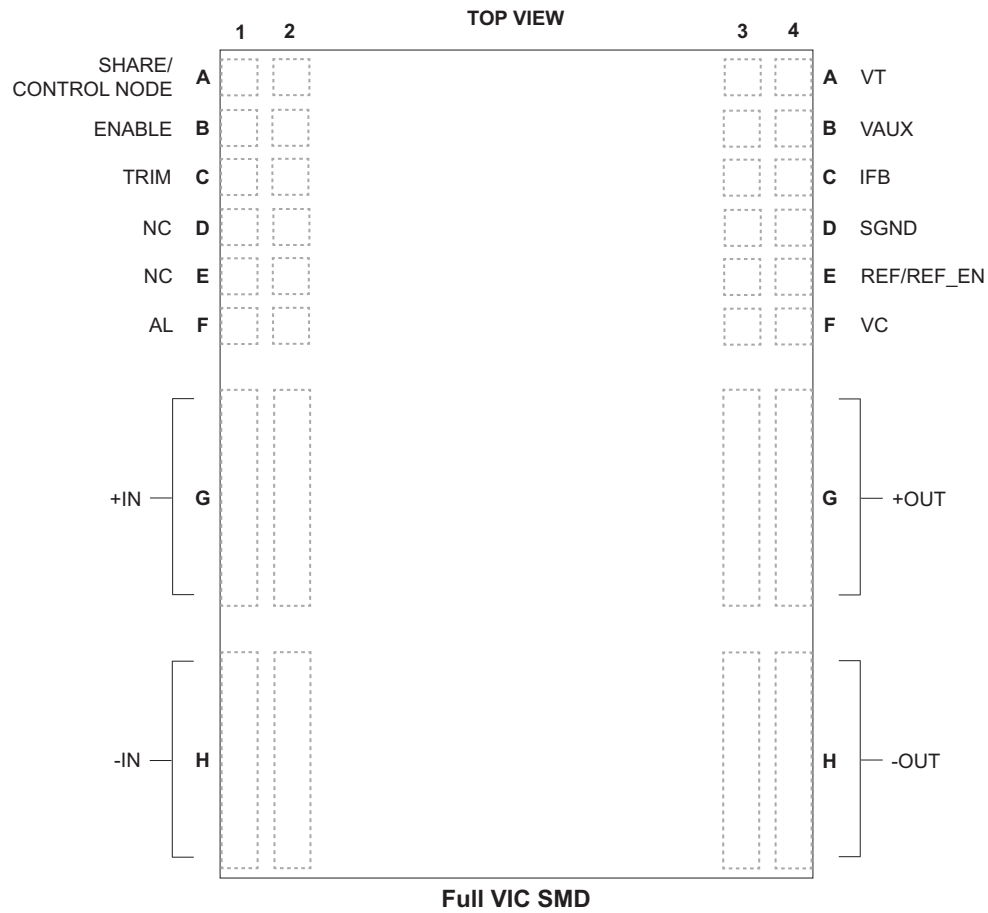 TOP VIEW
1 2 3 4
SHARE/
CONTROL NODE A A VT
ENABLE B B VAUX
TRIM C C IFB
NC D D SGND
NC E E REF/REF_EN
AL F F VC
+IN G G +OUT
-IN H H -OUT
Full VIC SMD